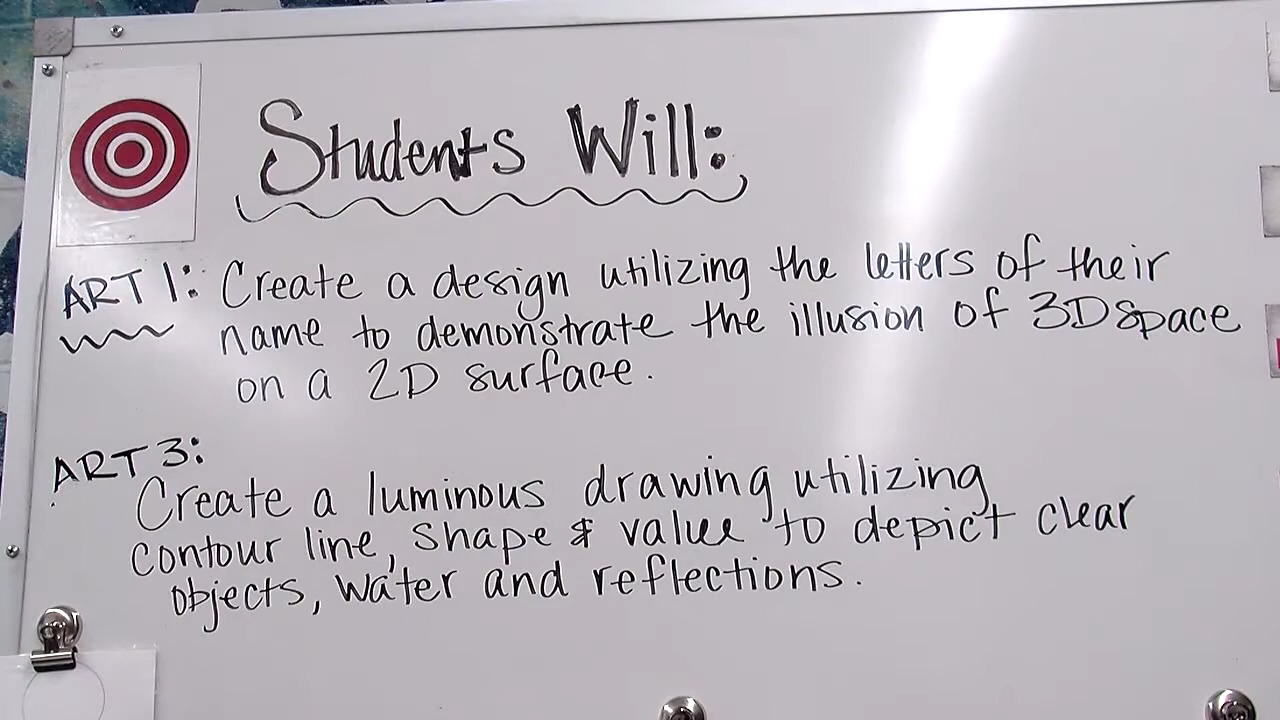 Students Will:
ART 1: Create a design utilizing the letters of their
name to demonstrate the illusion of 3D Space
on a 2D surface.
ART 3:
Create a luminous drawing utilizing
contour line, shape & value to depict clear
objects, water and reflections.